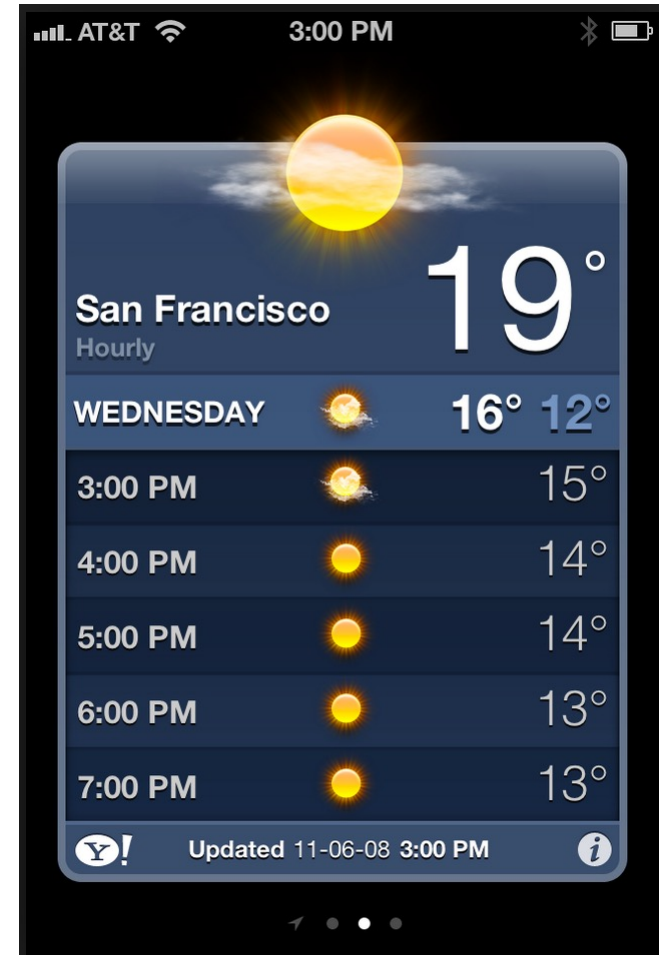 AT&T 3:00 PM
19°
San Francisco
Hourly
WEDNESDAY 16° 12°
3:00 PM 15°
4:00 PM 14°
5:00 PM 14°
6:00 PM 13°
7:00 PM 13°
Y! Updated 11-06-08 3:00 PM i